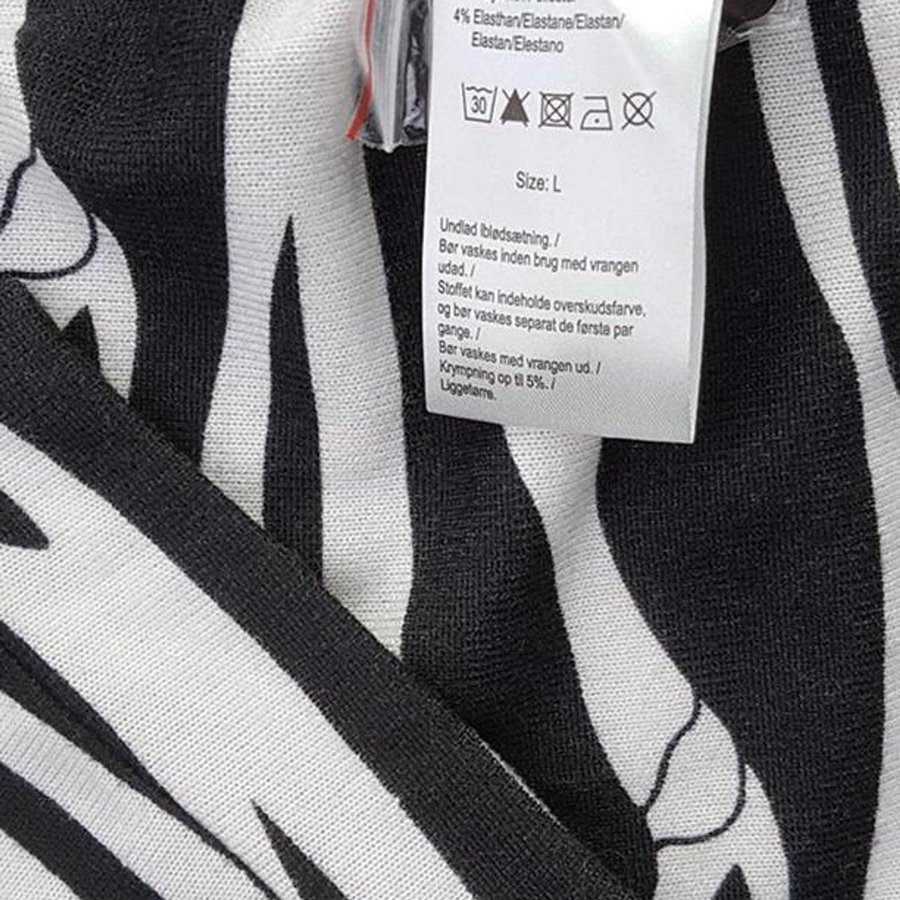 4% Elasthan/Elastane/Elastan/
Elastan/Elestano
30
Size: L
Undlad Iblødsætning. /
Bør vaskes inden brug med vrangen
udad. /
Stoffet kan indeholde overskudsfarve,
og bør vaskes separat de første par
gange. /
Bør vaskes med vrangen ud. /
Krympning op til 5%. /
Liggetørre.